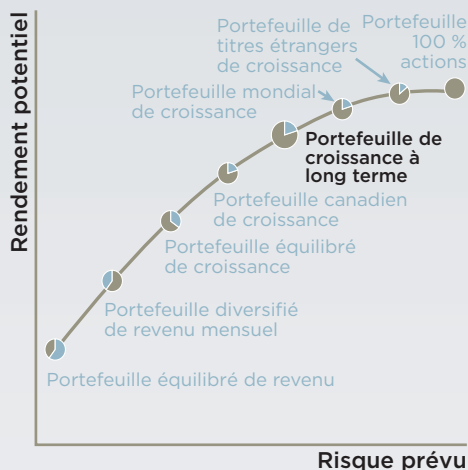 Rendement potentiel
Portefeuille
100 %
actions
Portefeuille de
titres étrangers
de croissance
Portefeuille mondial
de croissance
Portefeuille de
croissance à
long terme
Portefeuille canadien
de croissance
Portefeuille équilibré
de croissance
Portefeuille diversifié
de revenu mensuel
Portefeuille équilibré de revenu
Risque prévu